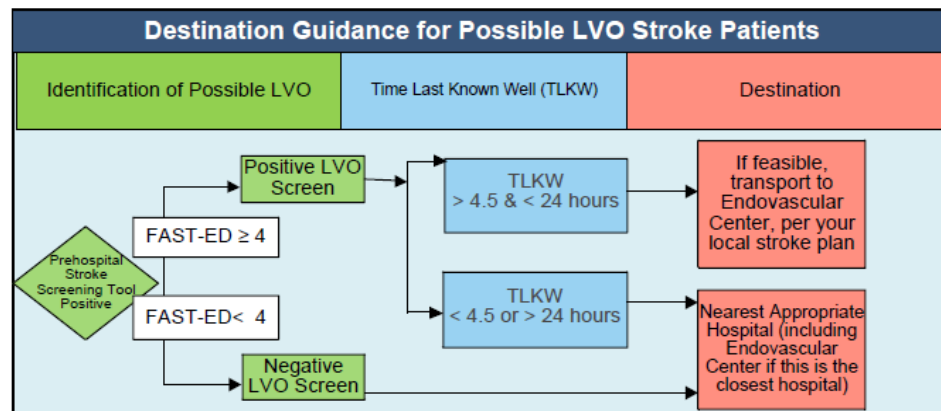 Destination Guidance for Possible LVO Stroke Patients
Identification of Possible LVO
Time Last Known Well (TLKW)
Destination
Prehospital
Stroke
Screening Tool
Positive
FAST-ED ≥ 4
FAST-ED< 4
Positive LVO
Screen
Negative
LVO Screen
TLKW
> 4.5 & < 24 hours
TLKW
< 4.5 or > 24 hours
If feasible,
transport to
Endovascular
Center, per your
local stroke plan
Nearest Appropriate
Hospital (including
Endovascular
Center if this is the
closest hospital)